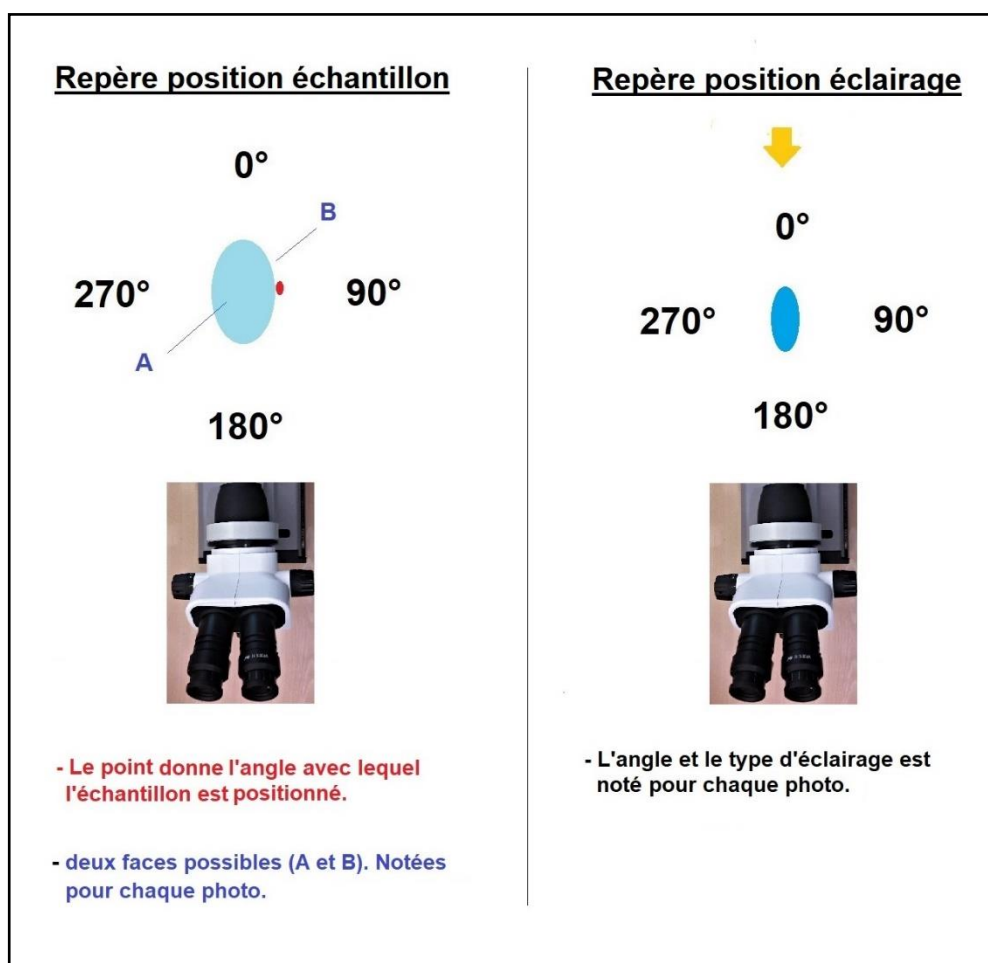 Repère position échantillon
0°
B
270°
90°
A
180°
- Le point donne l'angle avec lequel
l'échantillon est positionné.
- deux faces possibles (A et B). Notées
pour chaque photo.
Repère position éclairage
0°
270°
90°
180°
- L'angle et le type d'éclairage est
noté pour chaque photo.